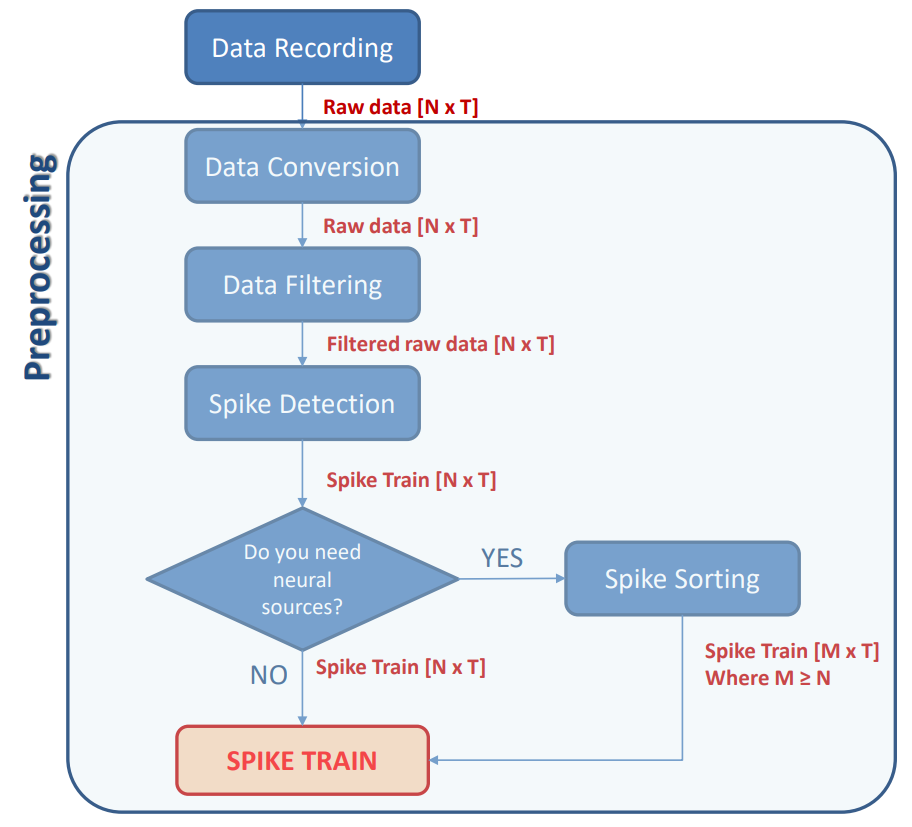 Data Recording
Raw data [N x T]
Preprocessing
Data Conversion
Raw data [N x T]
Data Filtering
Filtered raw data [N x T]
Spike Detection
Spike Train [N x T]
Do you need
neural
sources?
YES
Spike Sorting
NO
Spike Train [N x T]
Spike Train [M x T]
Where M ≥ N
SPIKE TRAIN